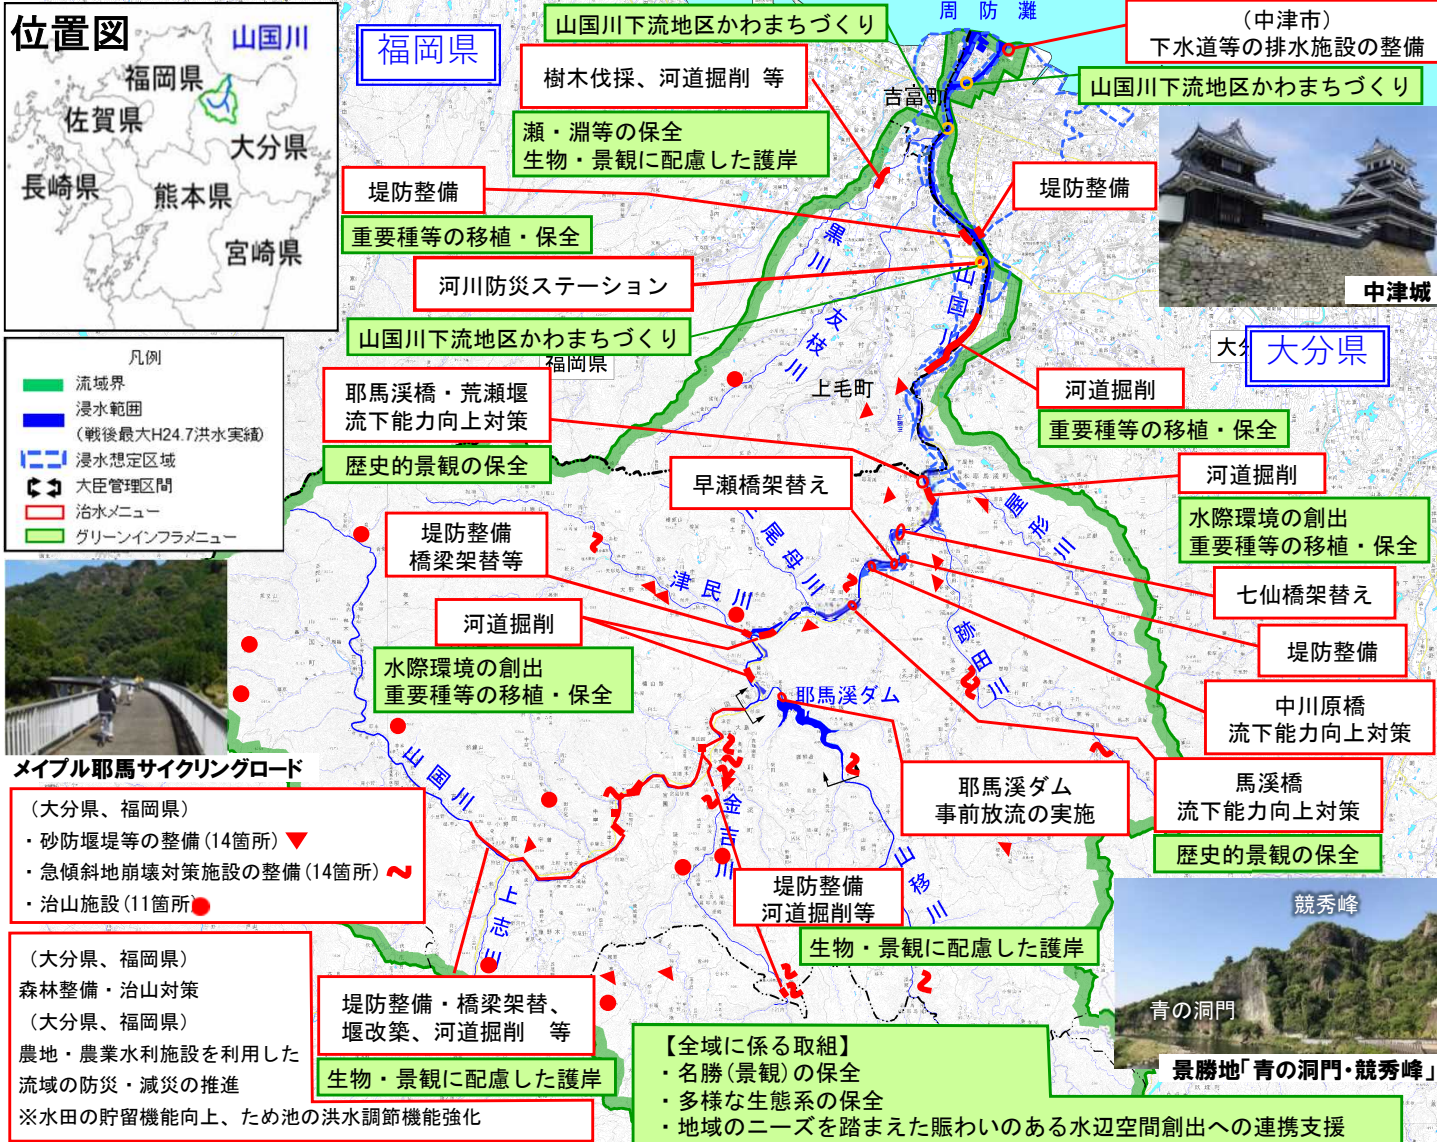 位置図
山国川
福岡県
佐賀県
大分県
長崎県
熊本県
宮崎県
福岡県
山国川下流地区かわまちづくり
周防灘
(中津市)
下水道等の排水施設の整備
樹木伐採、河道掘削 等
瀬・淵等の保全
生物・景観に配慮した護岸
吉富町
山国川下流地区かわまちづくり
堤防整備
重要種等の移植・保全
堤防整備
河川防災ステーション
山国川下流地区かわまちづくり
中津城
黒川
友枝川
山国川
福岡県
大分県
上毛町
凡例
流域界
浸水範囲
(戦後最大H24.7洪水実績)
浸水想定区域
大臣管理区間
治水メニュー
グリーンインフラメニュー
耶馬溪橋・荒瀬堰
流下能力向上対策
歴史的景観の保全
河道掘削
重要種等の移植・保全
早瀬橋架替え
河道掘削
水際環境の創出
重要種等の移植・保全
屋形川
堤防整備
橋梁架替等
三尾母川
津民川
七仙橋架替え
河道掘削
水際環境の創出
重要種等の移植・保全
跡田川
堤防整備
中川原橋
流下能力向上対策
耶馬溪ダム
メイプル耶馬サイクリングロード
山国川
耶馬溪ダム
事前放流の実施
馬溪橋
流下能力向上対策
歴史的景観の保全
(大分県、福岡県)
・砂防堰堤等の整備(14箇所)
・急傾斜地崩壊対策施設の整備(14箇所)
・治山施設(11箇所)
金吉川
山移川
上志川
堤防整備
河道掘削等
生物・景観に配慮した護岸
競秀峰
青の洞門
景勝地「青の洞門・競秀峰」
(大分県、福岡県)
森林整備・治山対策
(大分県、福岡県)
農地・農業水利施設を利用した
流域の防災・減災の推進
※水田の貯留機能向上、ため池の洪水調節機能強化
堤防整備・橋梁架替、
堰改築、河道掘削 等
生物・景観に配慮した護岸
【全域に係る取組】
・名勝(景観)の保全
・多様な生態系の保全
・地域のニーズを踏まえた賑わいのある水辺空間創出への連携支援